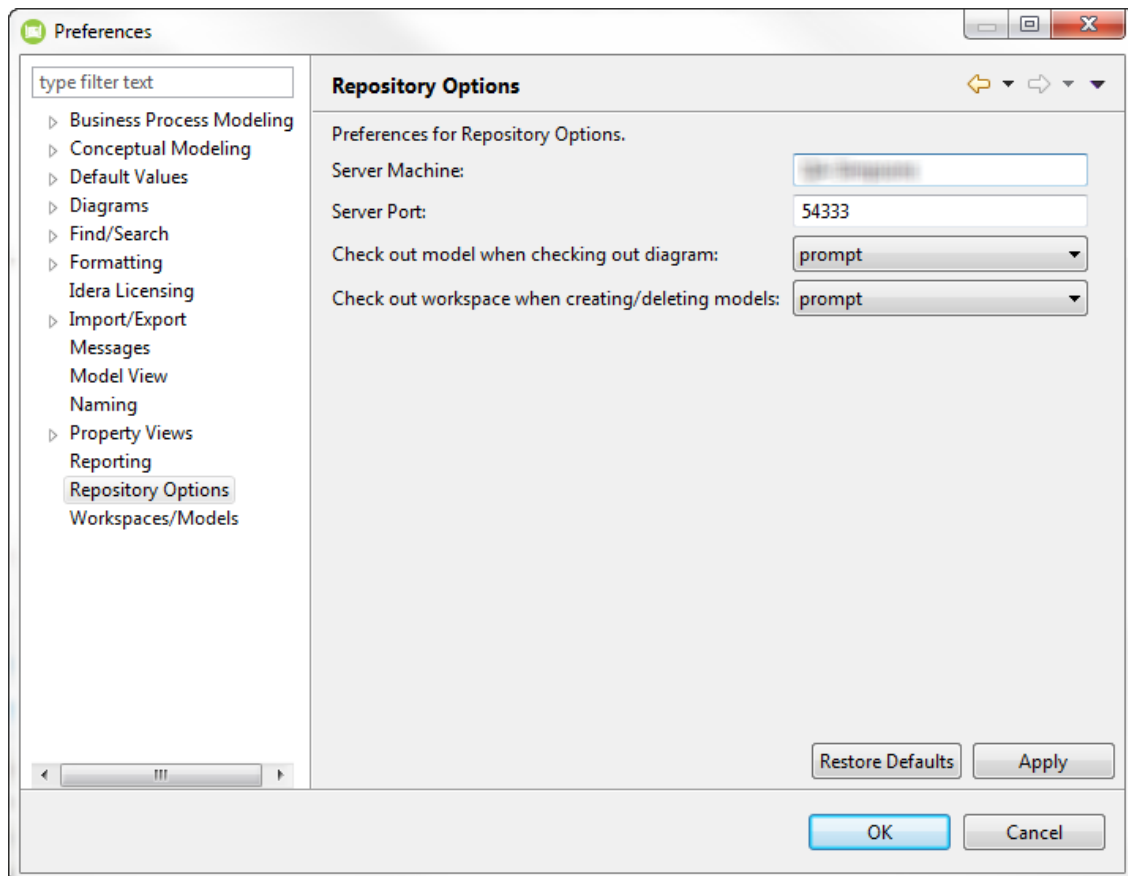 Preferences
type filter text
Business Process Modeling
Conceptual Modeling
Default Values
Diagrams
Find/Search
Formatting
Idera Licensing
Import/Export
Messages
Model View
Naming
Property Views
Reporting
Repository Options
Workspaces/Models
Repository Options
Preferences for Repository Options.
Server Machine:
Server Port: 54333
Check out model when checking out diagram: prompt
Check out workspace when creating/deleting models: prompt
Restore Defaults Apply
OK Cancel